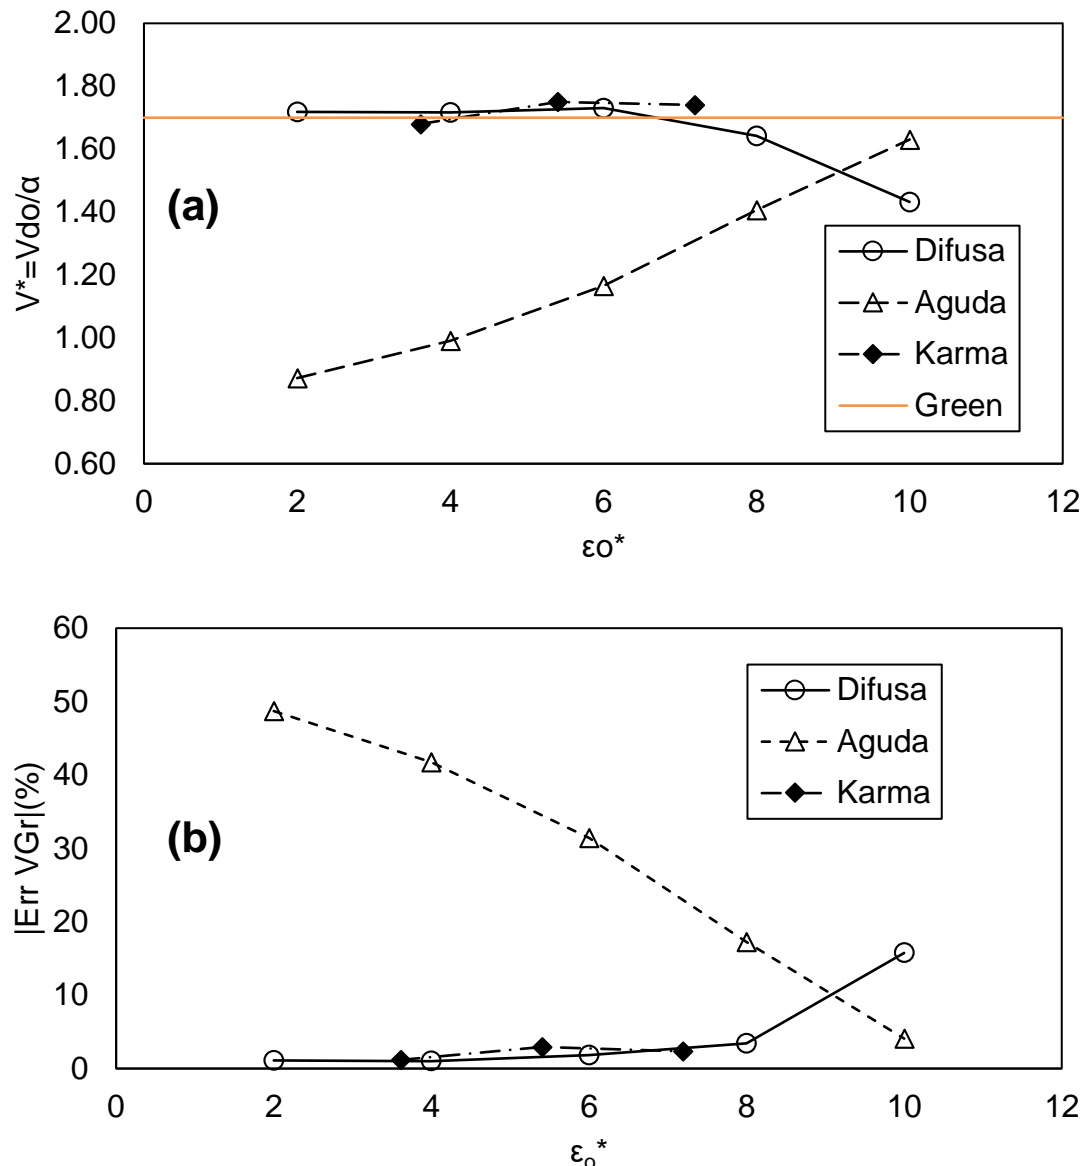 2.00
1.80
1.60
1.40
1.20
1.00
0.80
0.60
V*=Vdo/α
(a)
Difusa
Aguda
Karma
Green
0 2 4 6 8 10 12
εo*
60
50
40
30
20
10
0
|Err VGr|(%)
(b)
Difusa
Aguda
Karma
0 2 4 6 8 10 12
εo*